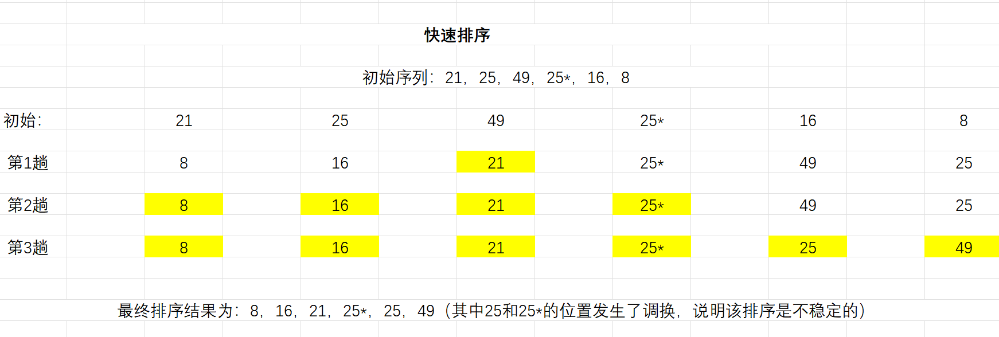 快速排序
初始序列：21，25，49，25*，16，8
初始： 21 25 49 25* 16 8
第1趟 8 16 21 25* 49 25
第2趟 8 16 21 25* 49 25
第3趟 8 16 21 25* 25 49
最终排序结果为：8，16，21，25*，25，49（其中25和25*的位置发生了调换，说明该排序是不稳定的）